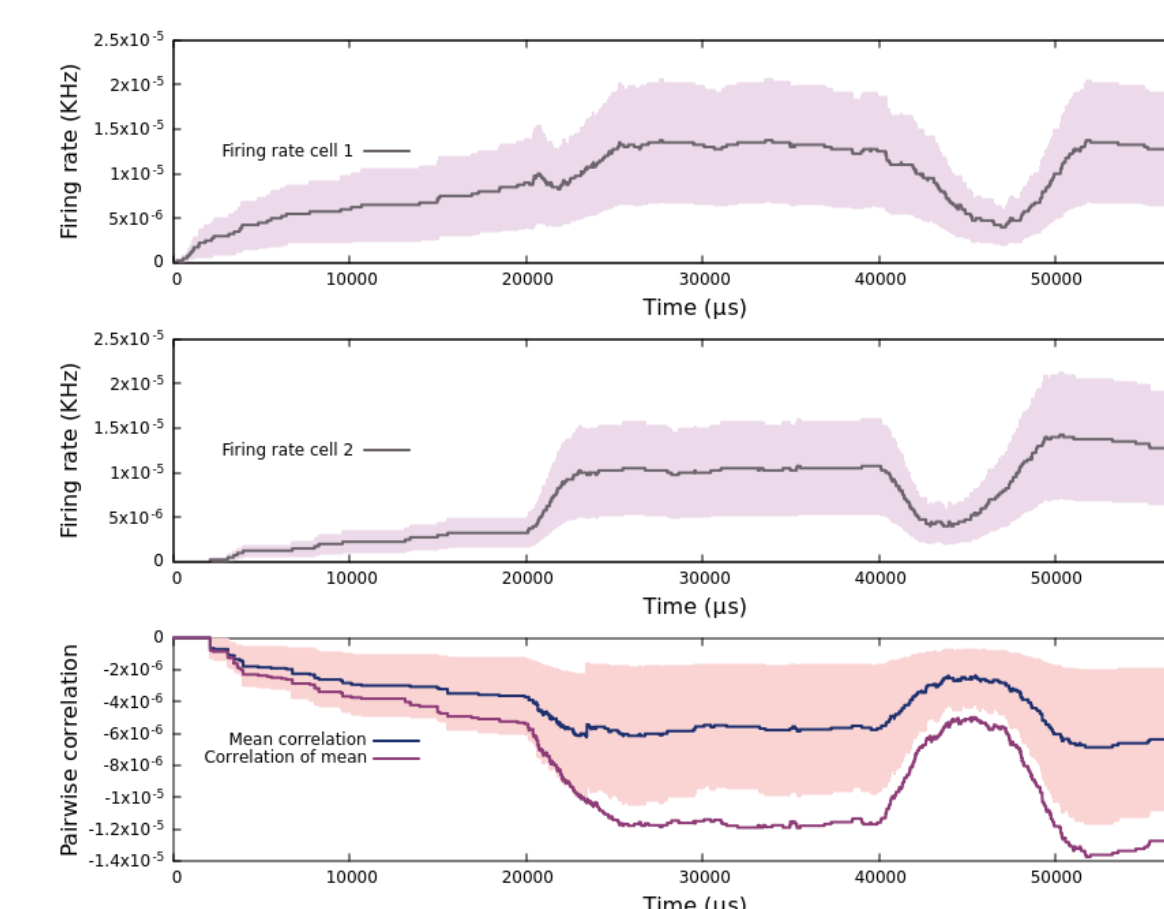 2.5x10⁻⁵
2x10⁻⁵
1.5x10⁻⁵
1x10⁻⁵
5x10⁻⁶
0
Firing rate (KHz)
Firing rate cell 1
0 10000 20000 30000 40000 50000
Time (µs)
2.5x10⁻⁵
2x10⁻⁵
1.5x10⁻⁵
1x10⁻⁵
5x10⁻⁶
0
Firing rate (KHz)
Firing rate cell 2
0 10000 20000 30000 40000 50000
Time (µs)
0
-2x10⁻⁶
-4x10⁻⁶
-6x10⁻⁶
-8x10⁻⁶
-1x10⁻⁵
-1.2x10⁻⁵
-1.4x10⁻⁵
Pairwise correlation
Mean correlation
Correlation of mean
0 10000 20000 30000 40000 50000
Time (µs)